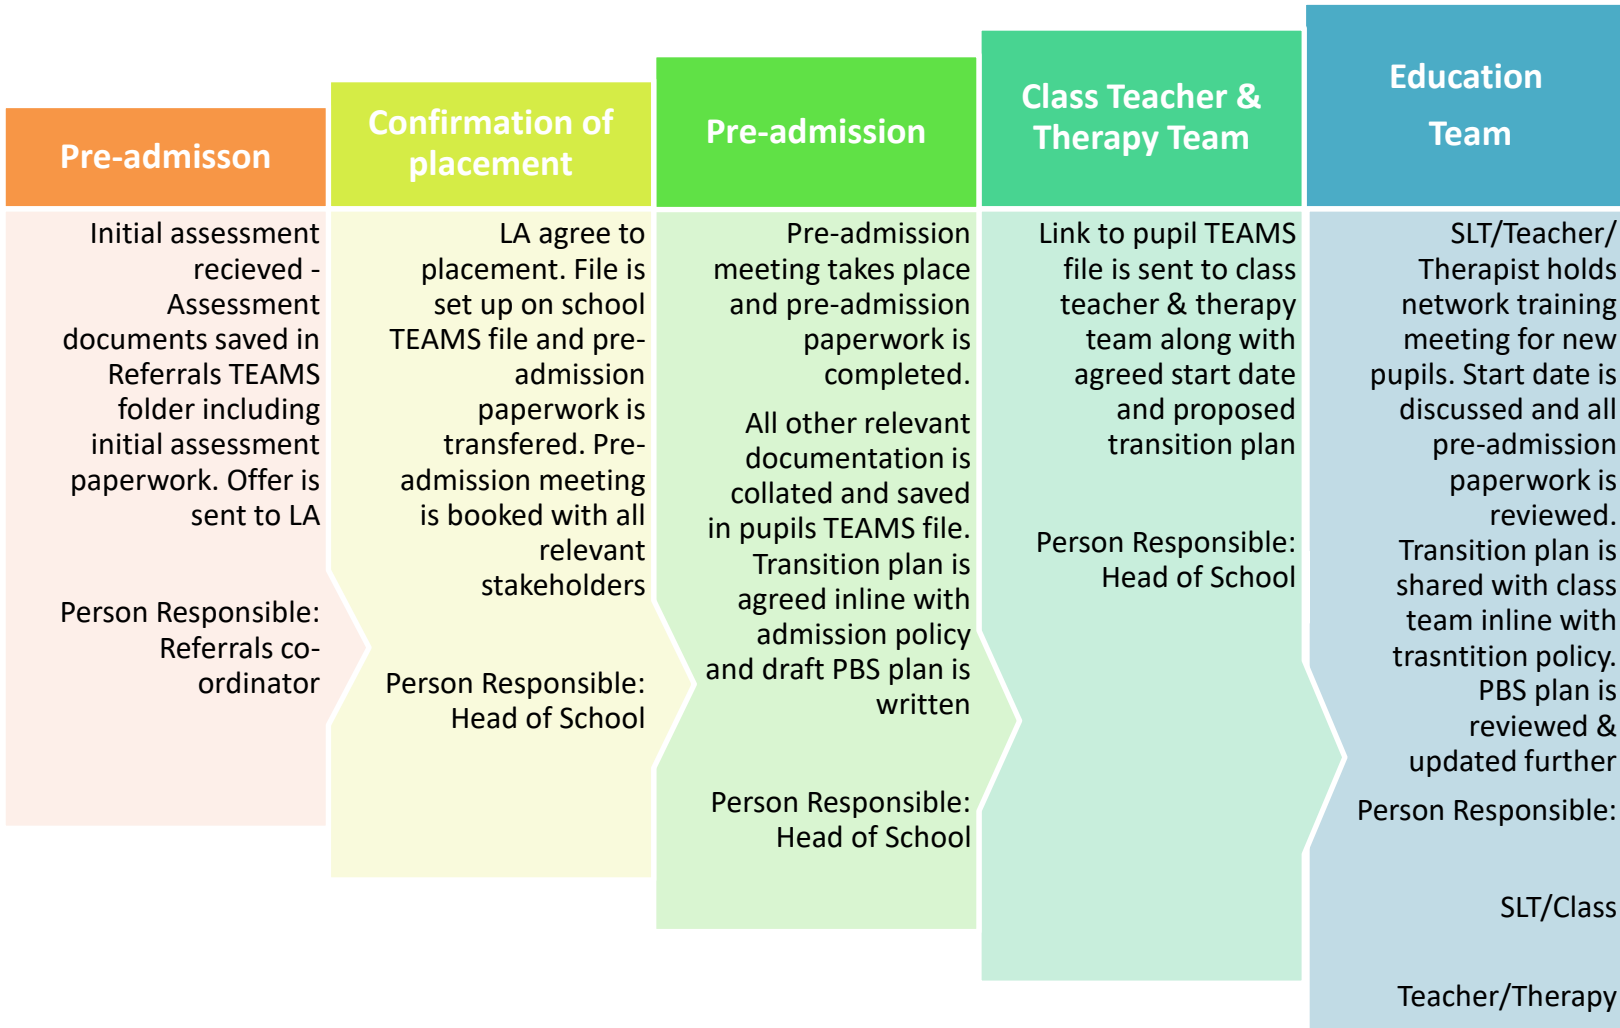 Pre-admisson
Initial assessment
recieved -
Assessment
documents saved in
Referrals TEAMS
folder including
initial assessment
paperwork. Offer is
sent to LA
Person Responsible:
Referrals co-
ordinator
Confirmation of
placement
LA agree to
placement. File is
set up on school
TEAMS file and pre-
admission
paperwork is
transfered. Pre-
admission meeting
is booked with all
relevant
stakeholders
Person Responsible:
Head of School
Pre-admission
Pre-admission
meeting takes place
and pre-admission
paperwork is
completed.
All other relevant
documentation is
collated and saved
in pupils TEAMS file.
Transition plan is
agreed inline with
admission policy
and draft PBS plan is
written
Person Responsible:
Head of School
Class Teacher &
Therapy Team
Link to pupil TEAMS
file is sent to class
teacher & therapy
team along with
agreed start date
and proposed
transition plan
Person Responsible:
Head of School
Education
Team
SLT/Teacher/
Therapist holds
network training
meeting for new
pupils. Start date is
discussed and all
pre-admission
paperwork is
reviewed.
Transition plan is
shared with class
team inline with
trasntition policy.
PBS plan is
reviewed &
updated further
Person Responsible:
SLT/Class
Teacher/Therapy